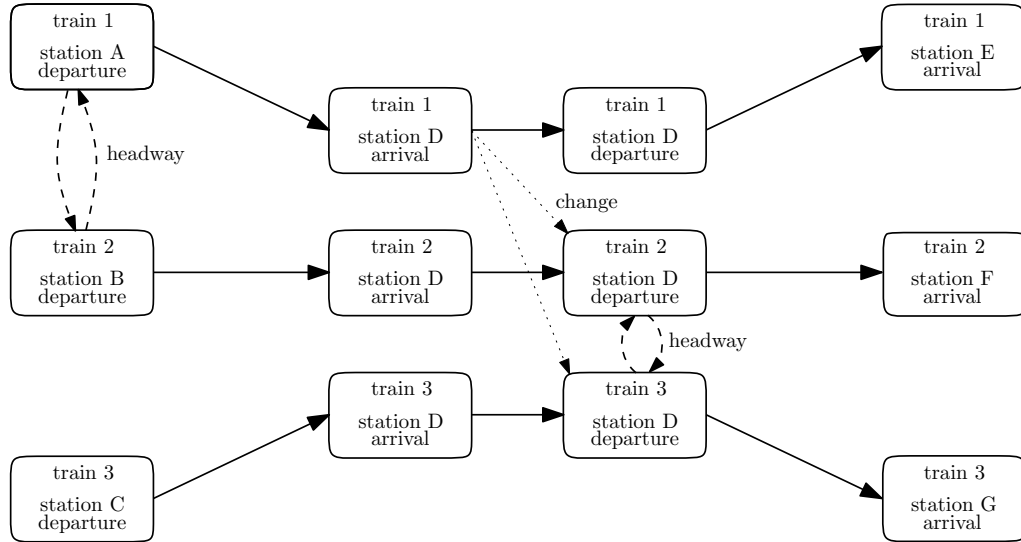 train 1
station A
departure
train 1
station E
arrival
train 1
station D
arrival
train 1
station D
departure
headway
change
train 2
station B
departure
train 2
station D
arrival
train 2
station D
departure
train 2
station F
arrival
headway
train 3
station D
arrival
train 3
station D
departure
train 3
station C
departure
train 3
station G
arrival